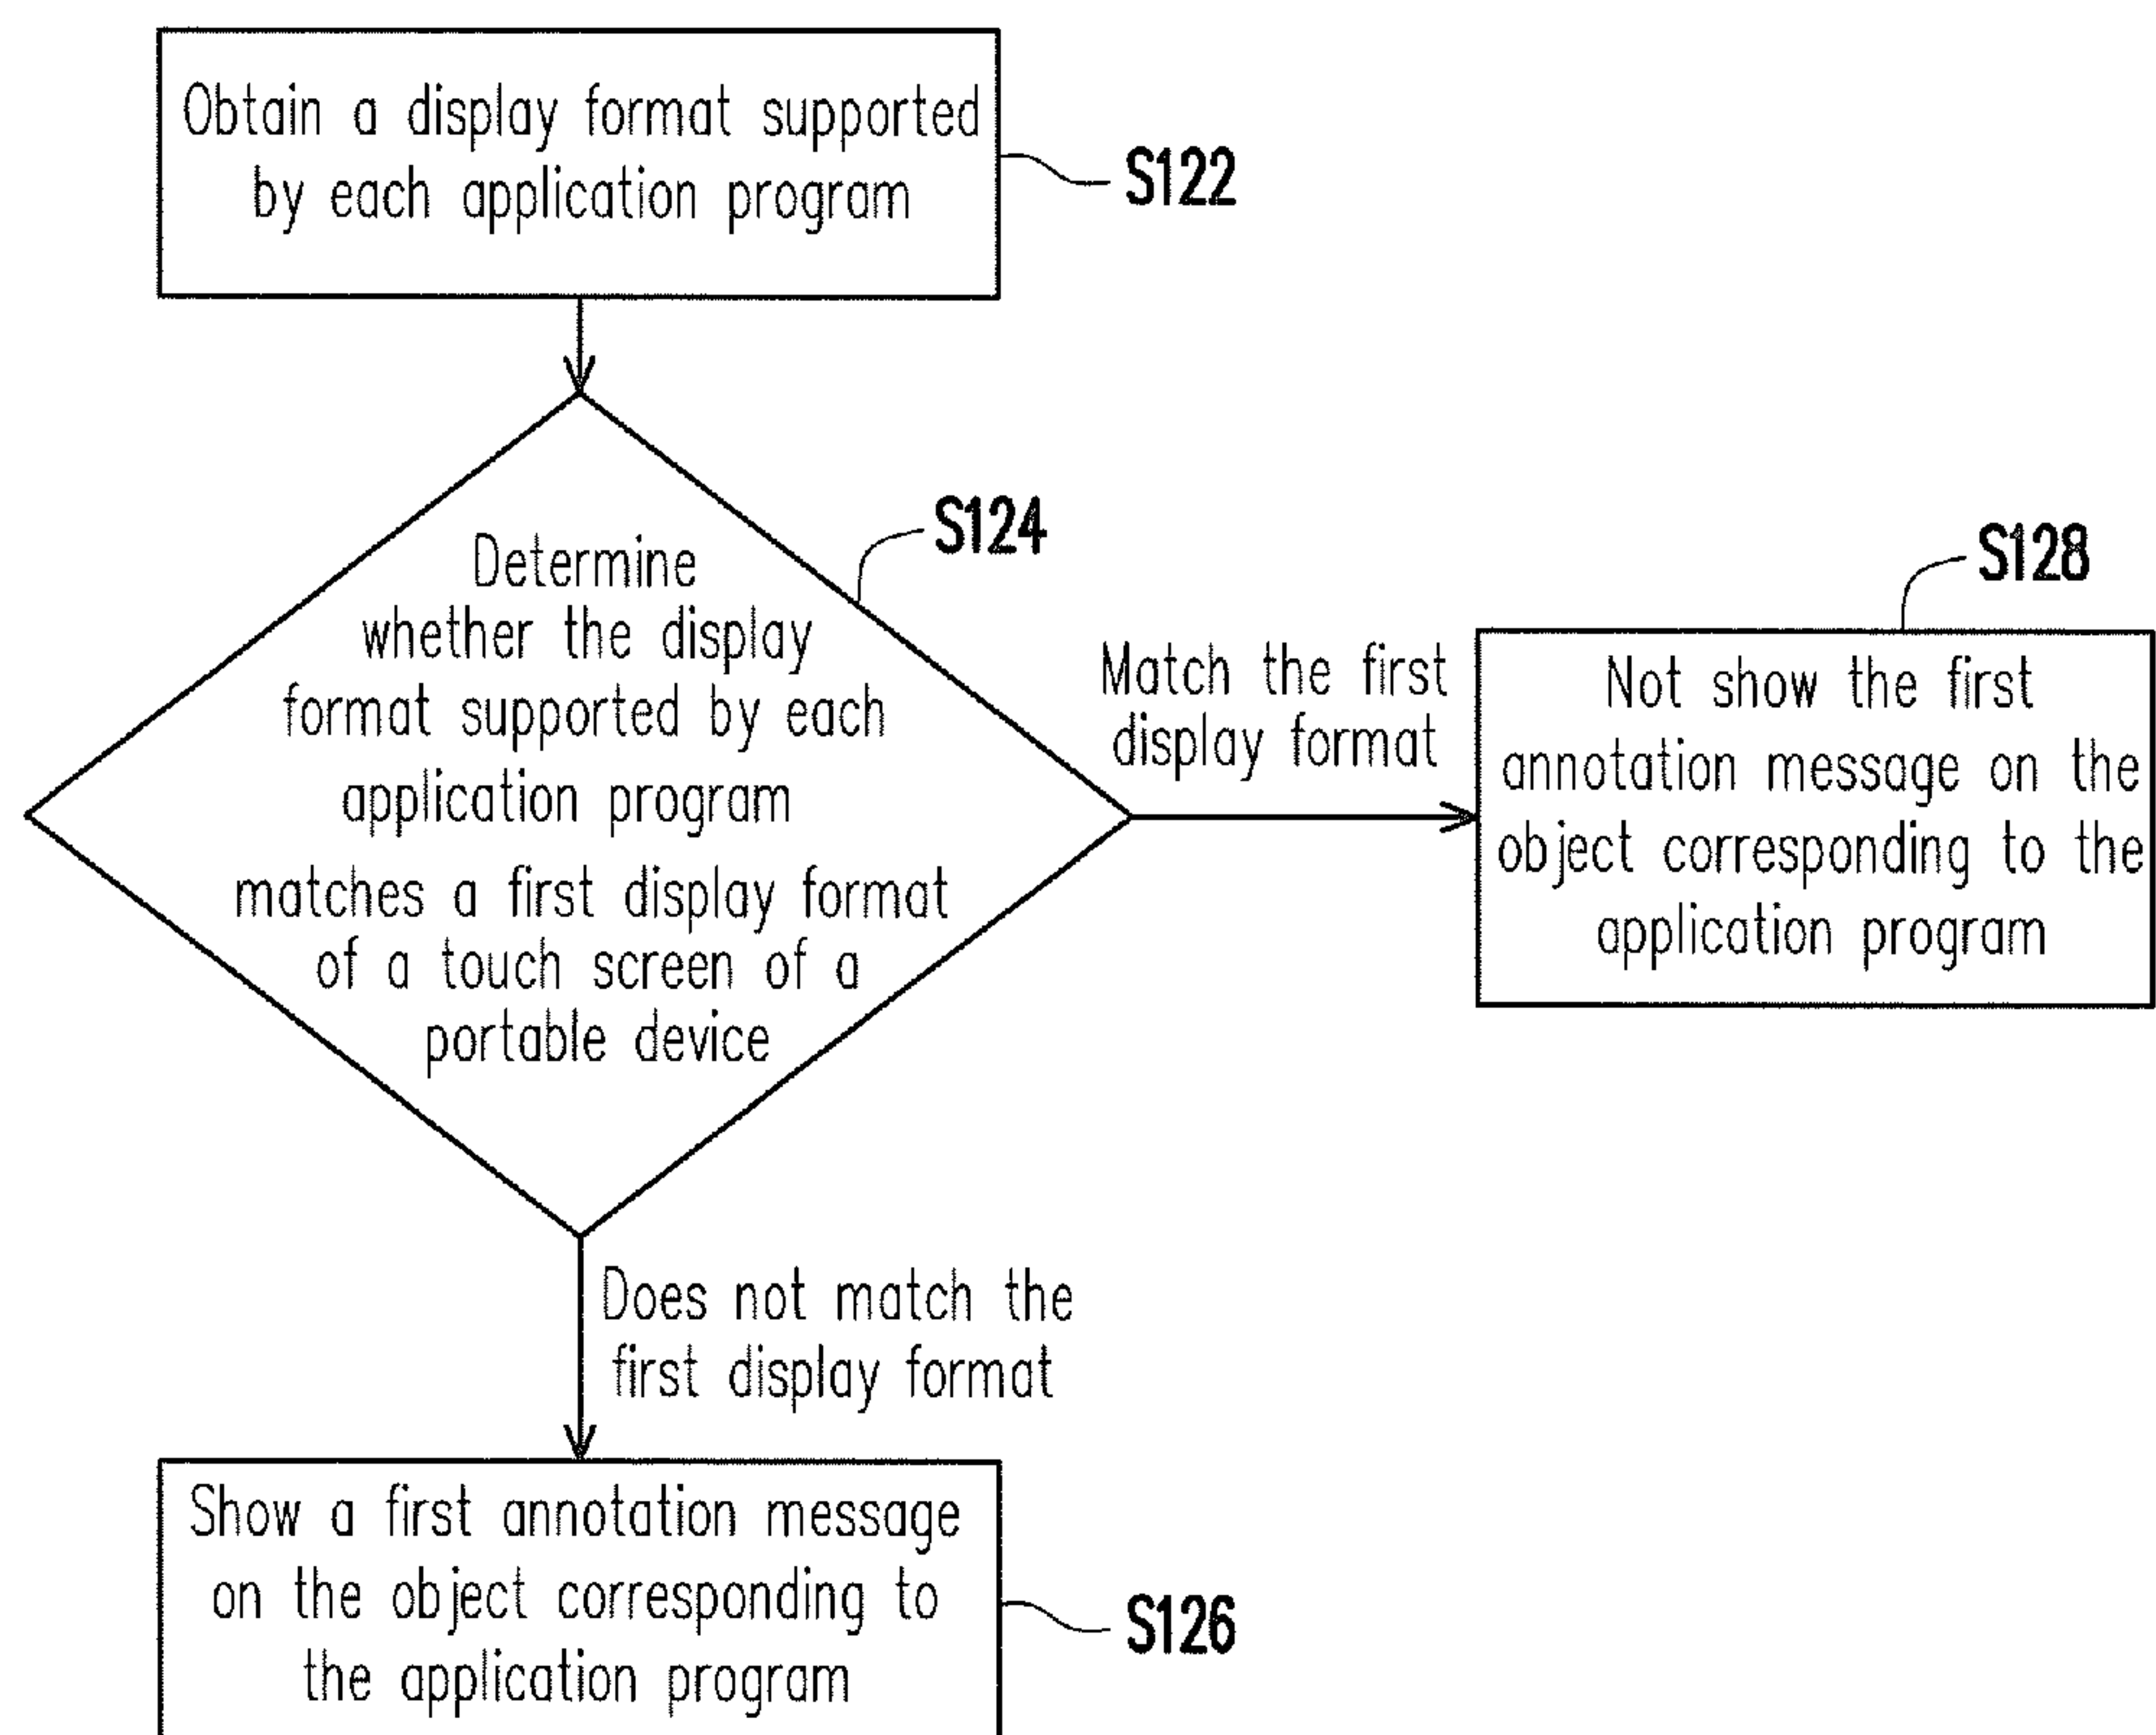 Obtain a display format supported
by each application program
S122
Determine
whether the display
format supported by each
application program
matches a first display format
of a touch screen of a
portable device
S124
Match the first
display format
S128
Not show the first
annotation message on the
object corresponding to the
application program
Does not match the
first display format
Show a first annotation message
on the object corresponding to
the application program
S126